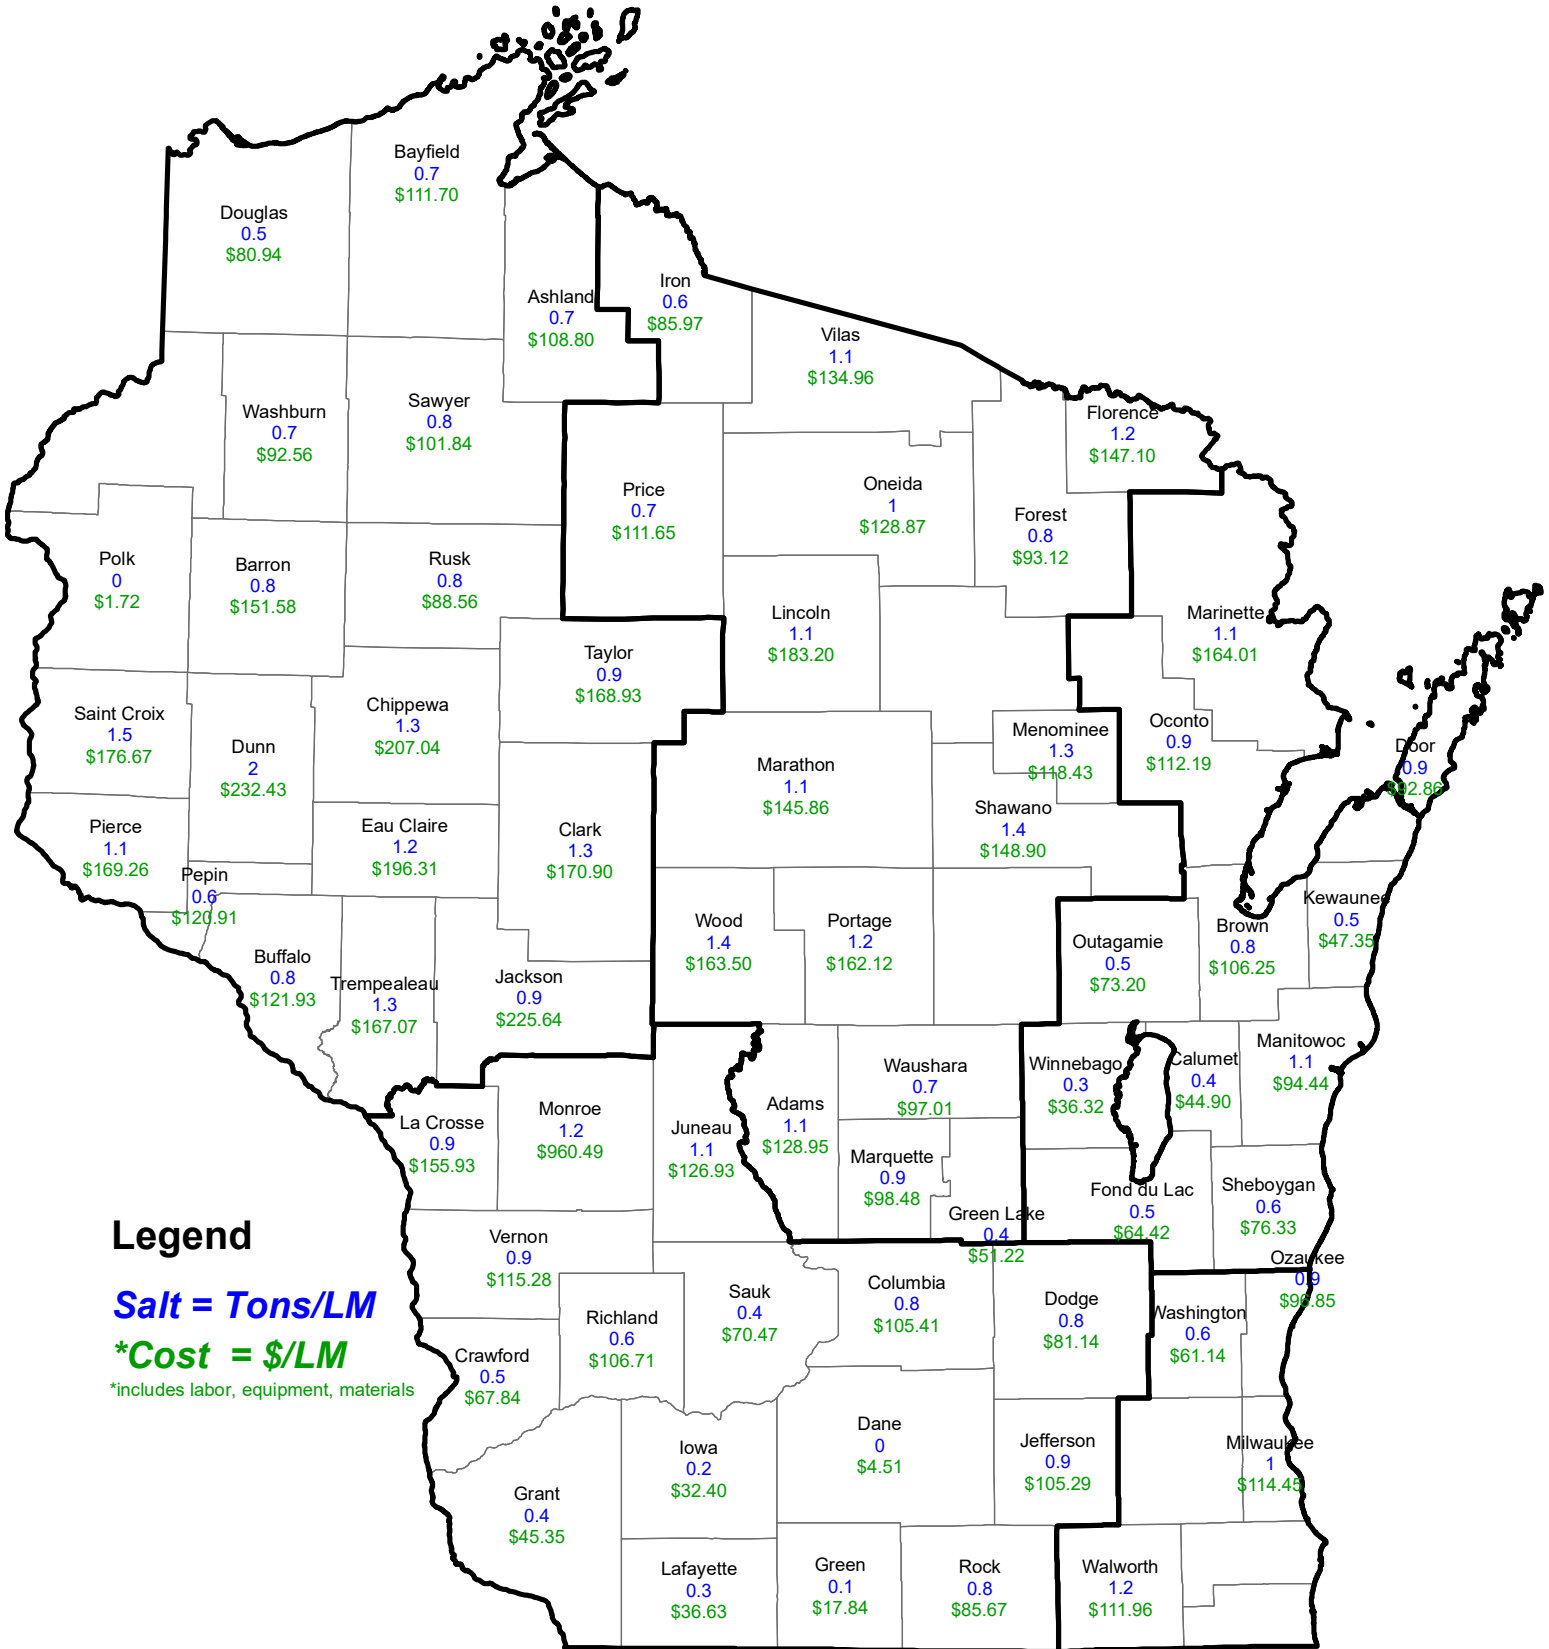 Bayfield
0.7
$111.70
Douglas
0.5
$80.94
Ashland
0.7
$108.80
Iron
0.6
$85.97
Vilas
1.1
$134.96
Washburn
0.7
$92.56
Sawyer
0.8
$101.84
Florence
1.2
$147.10
Price
0.7
$111.65
Oneida
1
$128.87
Forest
0.8
$93.12
Polk
0
$1.72
Barron
0.8
$151.58
Rusk
0.8
$88.56
Lincoln
1.1
$183.20
Marinette
1.1
$164.01
Taylor
0.9
$168.93
Saint Croix
1.5
$176.67
Dunn
2
$232.43
Chippewa
1.3
$207.04
Menominee
1.3
$118.43
Oconto
0.9
$112.19
Door
0.9
$92.86
Marathon
1.1
$145.86
Shawano
1.4
$148.90
Pierce
1.1
$169.26
Pepin
0.6
$120.91
Eau Claire
1.2
$196.31
Clark
1.3
$170.90
Wood
1.4
$163.50
Portage
1.2
$162.12
Outagamie
0.5
$73.20
Brown
0.8
$106.25
Kewaunee
0.5
$47.35
Buffalo
0.8
$121.93
Trempealeau
1.3
$167.07
Jackson
0.9
$225.64
Waushara
0.7
$97.01
Winnebago
0.3
$36.32
Calumet
0.4
$44.90
Manitowoc
1.1
$94.44
La Crosse
0.9
$155.93
Monroe
1.2
$960.49
Juneau
1.1
$126.93
Adams
1.1
$128.95
Marquette
0.9
$98.48
Green Lake
0.4
$51.22
Fond du Lac
0.5
$64.42
Sheboygan
0.6
$76.33
Vernon
0.9
$115.28
Richland
0.6
$106.71
Sauk
0.4
$70.47
Columbia
0.8
$105.41
Dodge
0.8
$81.14
Washington
0.6
$61.14
Ozaukee
0.9
$96.85
Crawford
0.5
$67.84
Grant
0.4
$45.35
Iowa
0.2
$32.40
Dane
0
$4.51
Jefferson
0.9
$105.29
Milwaukee
1
$114.45
Lafayette
0.3
$36.63
Green
0.1
$17.84
Rock
0.8
$85.67
Walworth
1.2
$111.96
Legend
Salt = Tons/LM
*Cost = $/LM
*includes labor, equipment, materials